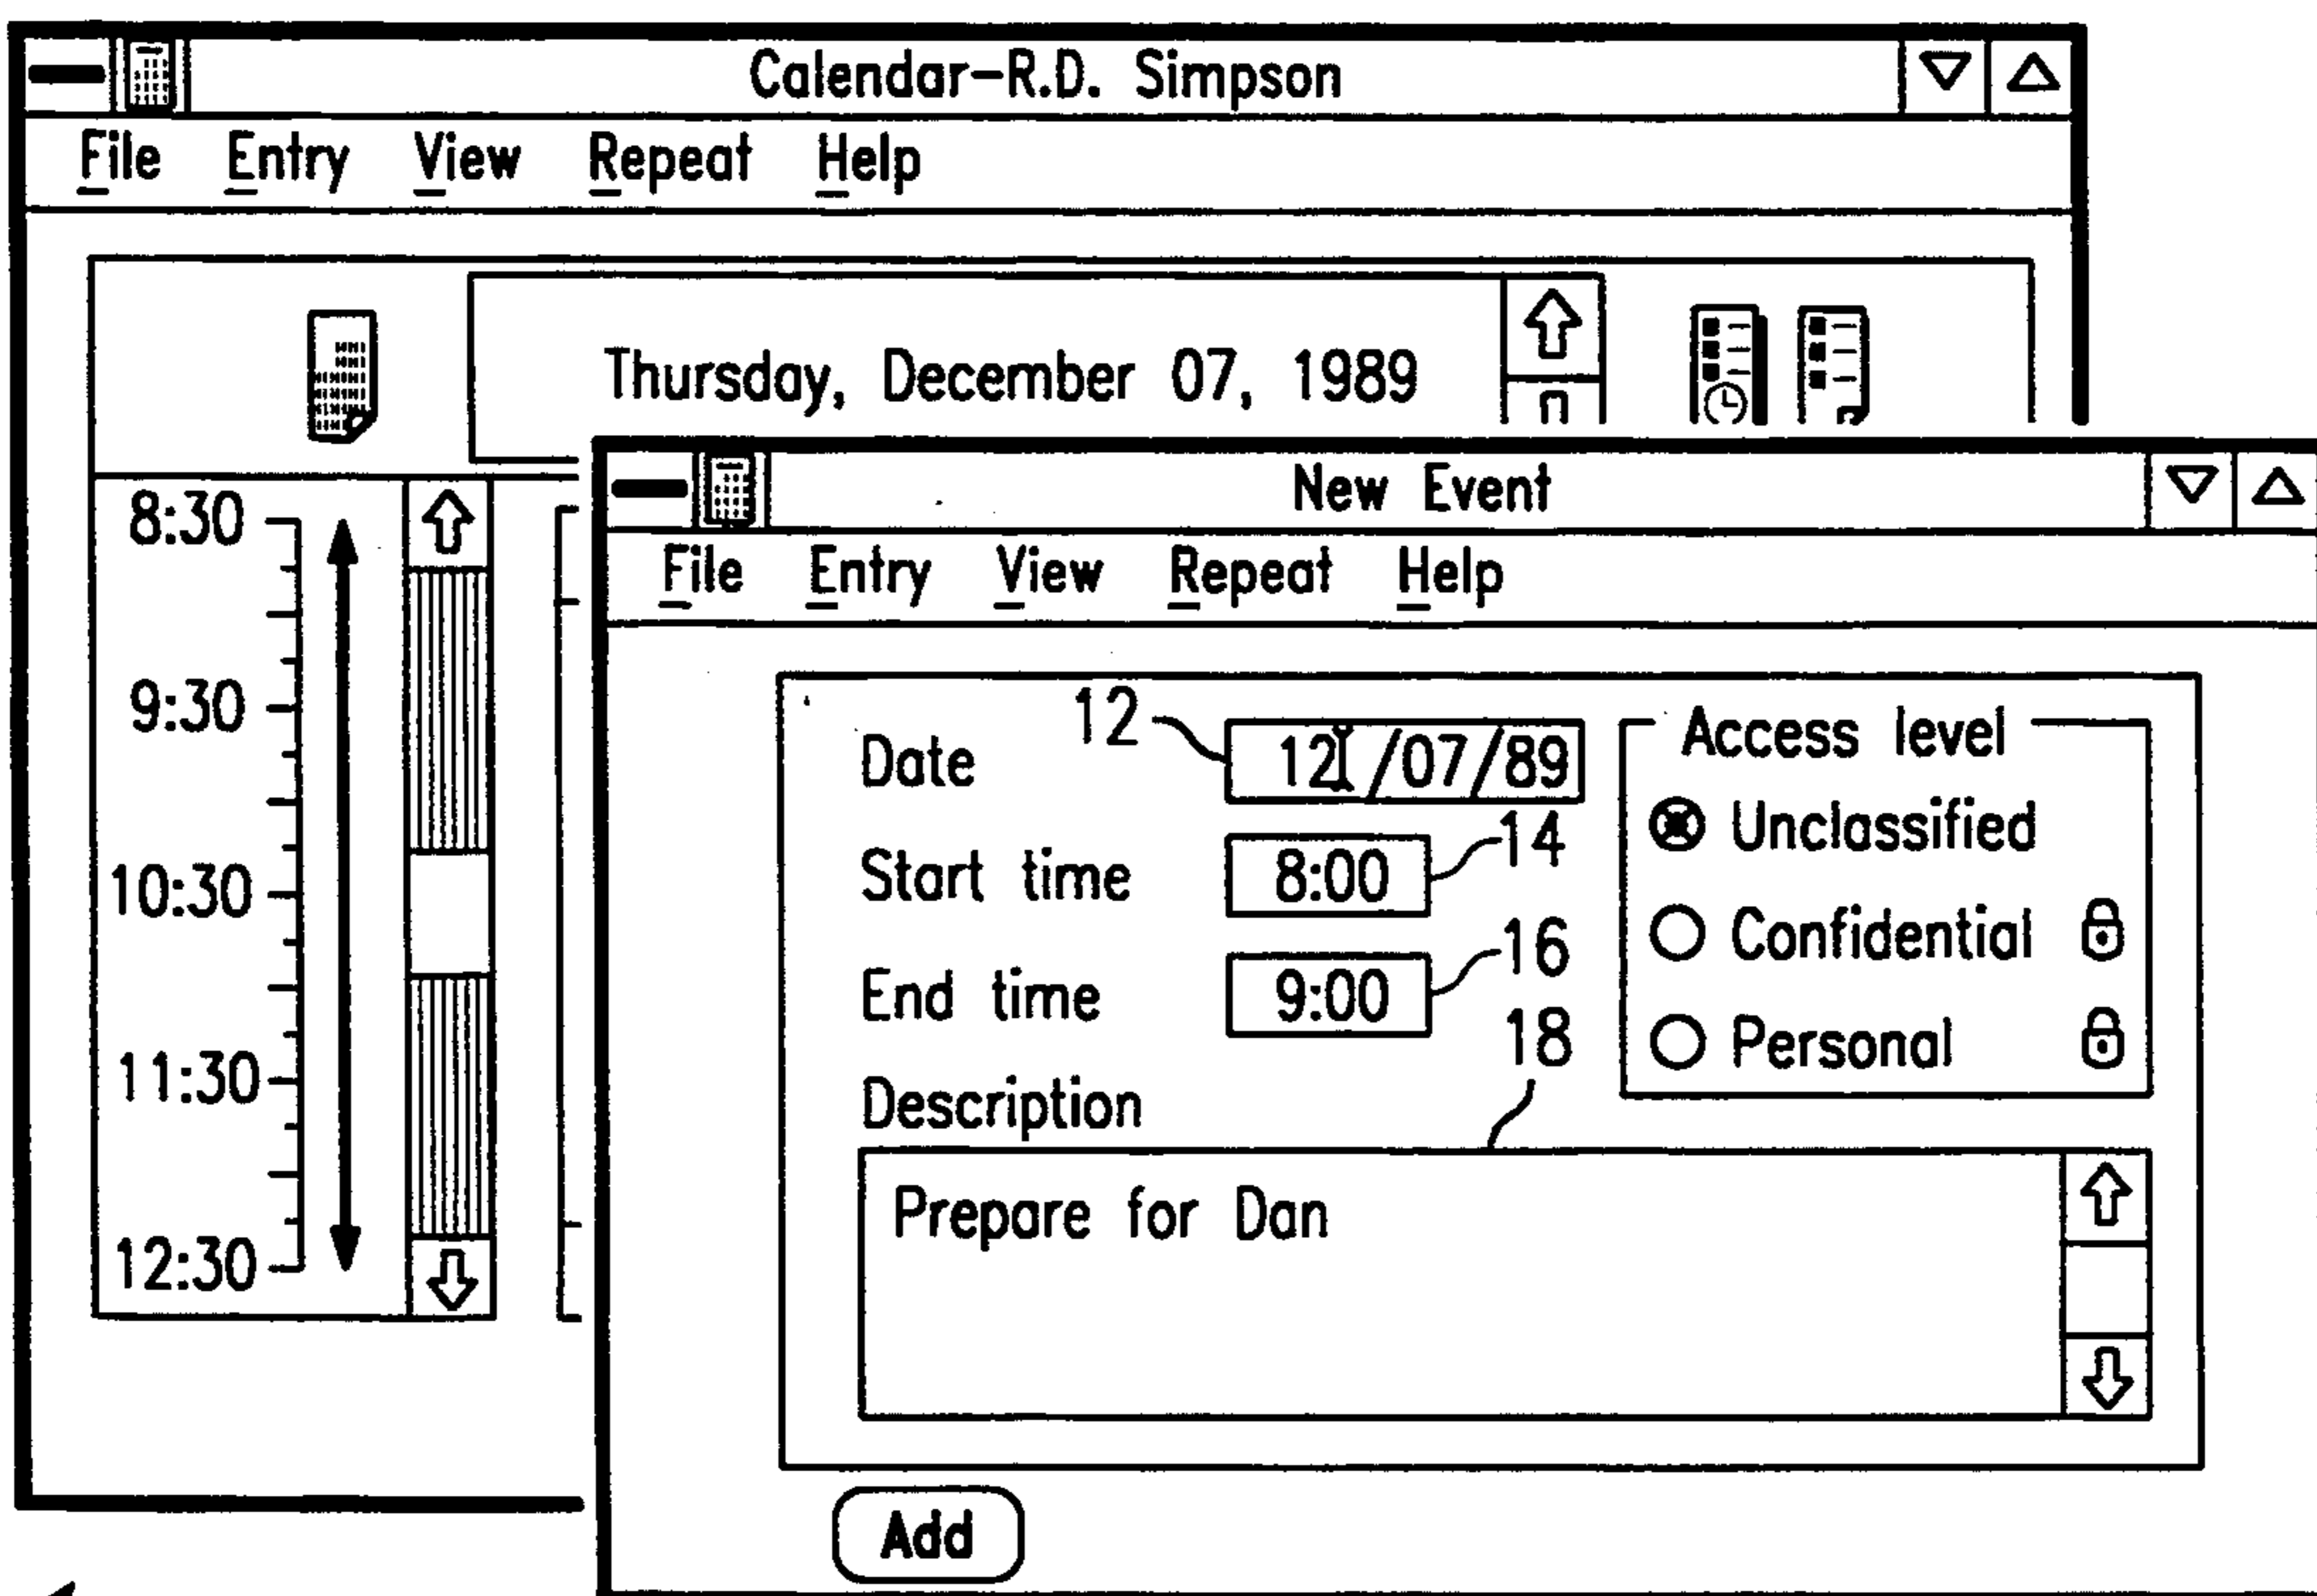 Calendar-R.D. Simpson
File Entry View Repeat Help
Thursday, December 07, 1989
8:30
9:30
10:30
11:30
12:30
New Event
File Entry View Repeat Help
12
Date 12/07/89
Start time 8:00 14
End time 9:00 16
18
Description
Prepare for Dan
Access level
Unclassified
Confidential
Personal
Add